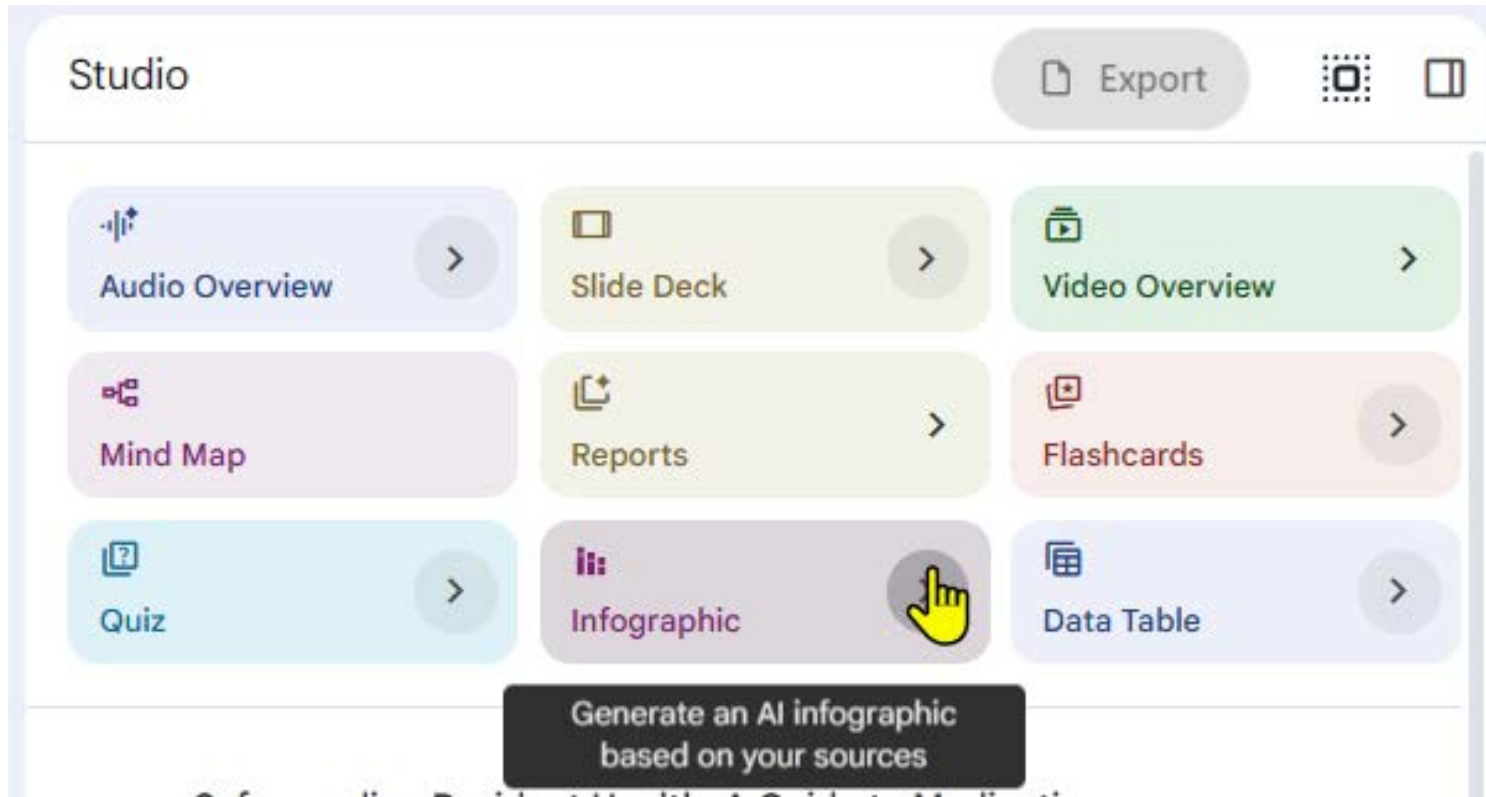 Studio
Export
Audio Overview
Slide Deck
Video Overview
Mind Map
Reports
Flashcards
Quiz
Infographic
Data Table
Generate an AI infographic
based on your sources